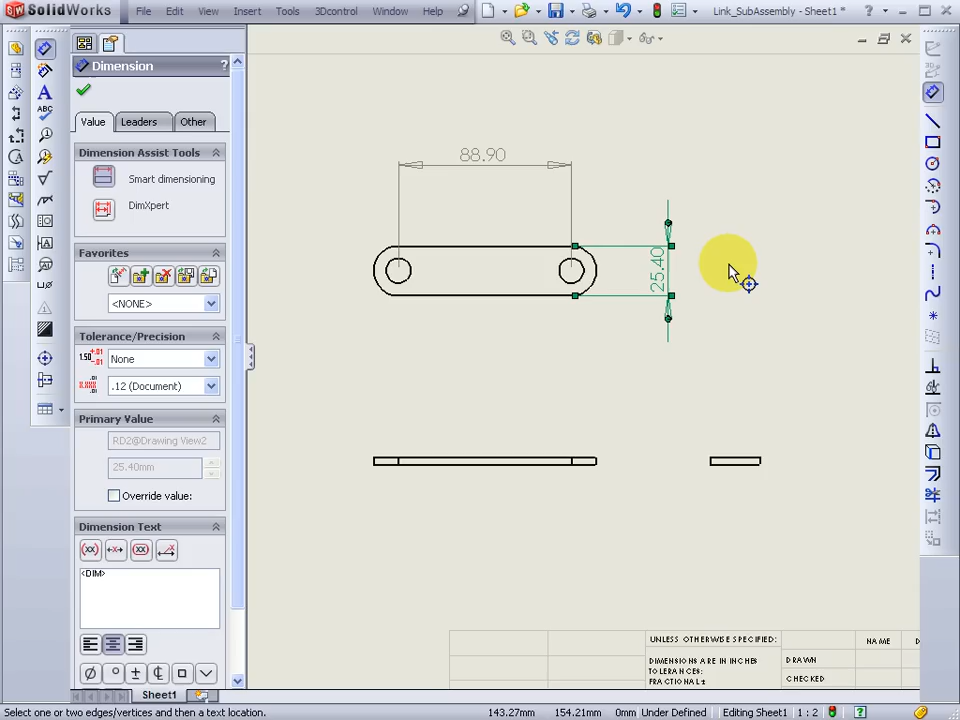 SolidWorks
File Edit View Insert Tools 3Dcontrol Window Help
Link_SubAssembly - Sheet1 *
Dimension
?
Value Leaders Other
Dimension Assist Tools
Smart dimensioning
DimXpert
Favorites
<NONE>
Tolerance/Precision
None
.12 (Document)
Primary Value
RD2@Drawing View2
25.40mm
Override value:
Dimension Text
<DIM>
88.90
25.40
UNLESS OTHERWISE SPECIFIED:
DIMENSIONS ARE IN INCHES
TOLERANCES:
FRACTIONAL ±
NAME
DRAWN
CHECKED
Sheet1
Select one or two edges/vertices and then a text location.
143.27mm 154.21mm 0mm Under Defined Editing Sheet1 1 : 2